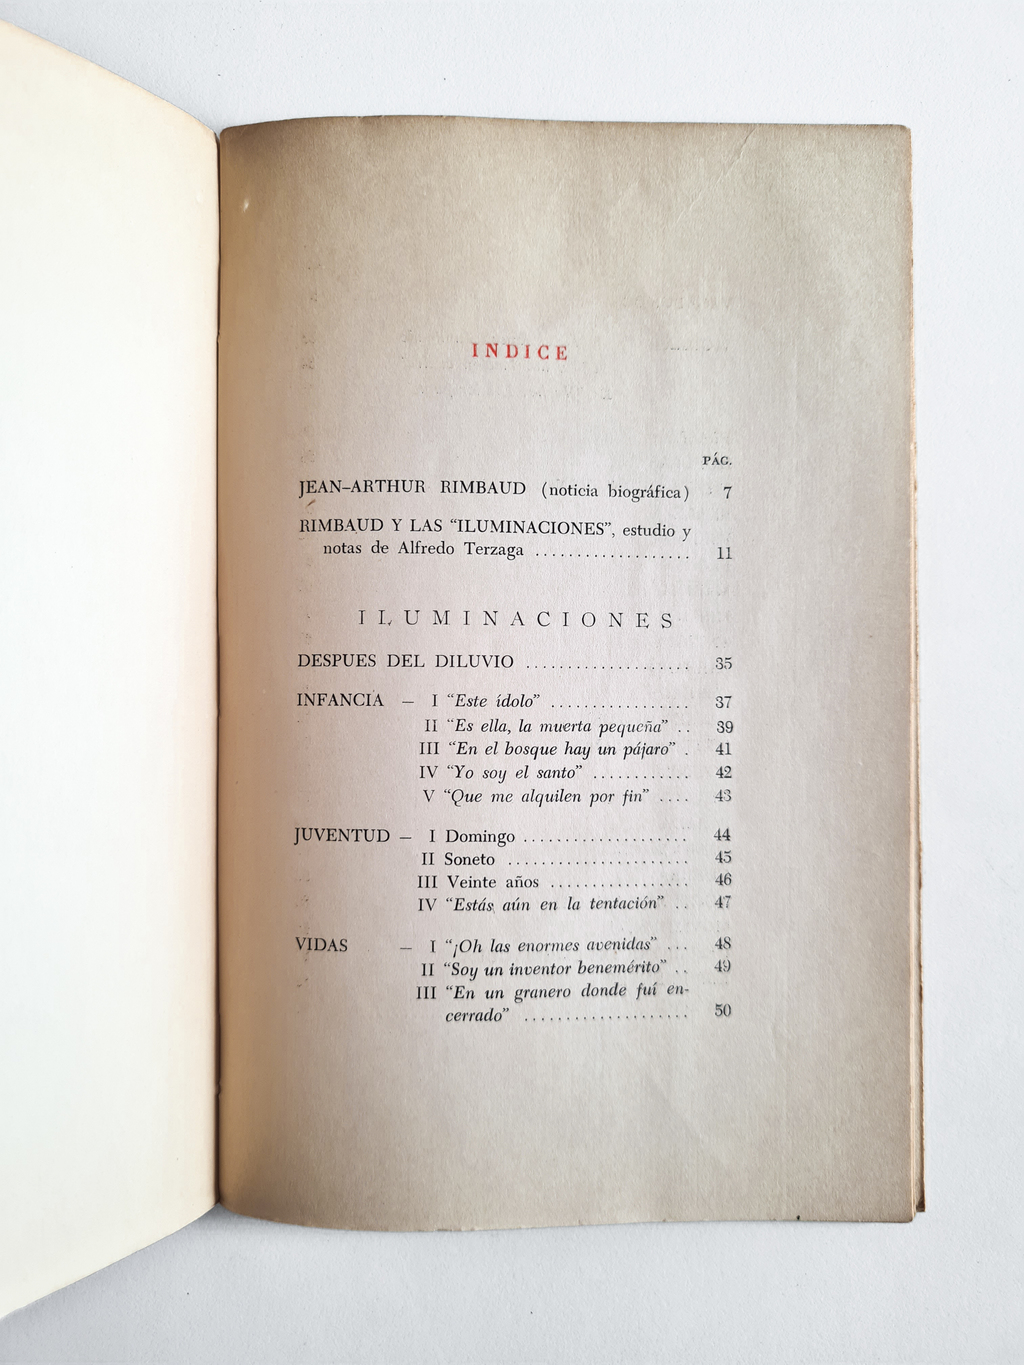 INDICE
PÁG.
JEAN-ARTHUR RIMBAUD (noticia biográfica) 7
RIMBAUD Y LAS “ILUMINACIONES”, estudio y
notas de Alfredo Terzaga ................... 11
ILUMINACIONES
DESPUES DEL DILUVIO .................... 35
INFANCIA — I “Este ídolo” ................. 37
II “Es ella, la muerta pequeña” .. 39
III “En el bosque hay un pájaro” . 41
IV “Yo soy el santo” ............ 42
V “Que me alquilen por fin” .... 43
JUVENTUD — I Domingo .................... 44
II Soneto ...................... 45
III Veinte años ................. 46
IV “Estás aún en la tentación” .. 47
VIDAS — I “¡Oh las enormes avenidas” ... 48
II “Soy un inventor benemérito” .. 49
III “En un granero donde fuí en-
cerrado” .................... 50